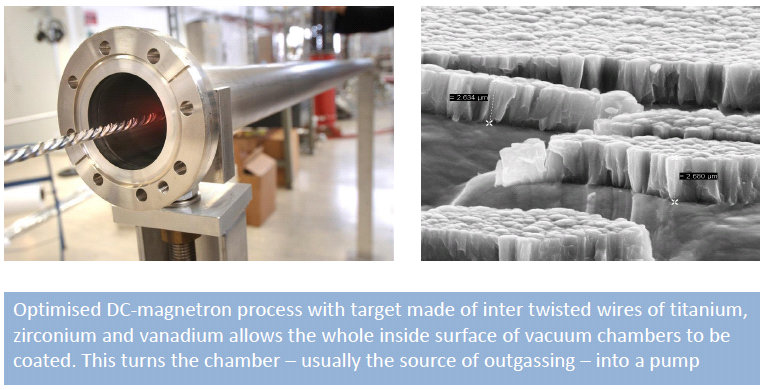 = 2.634 µm
= 2.660 µm
Optimised DC-magnetron process with target made of inter twisted wires of titanium,
zirconium and vanadium allows the whole inside surface of vacuum chambers to be
coated. This turns the chamber – usually the source of outgassing – into a pump